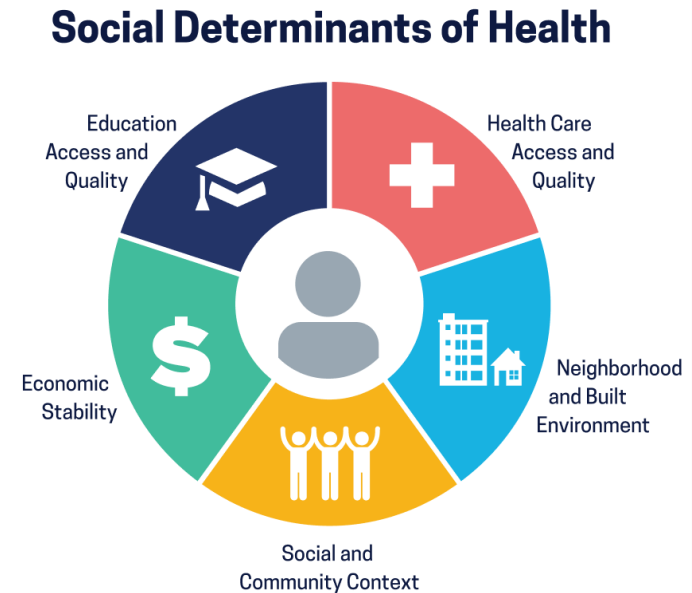 Social Determinants of Health
Education
Access and
Quality
Health Care
Access and
Quality
Economic
Stability
Neighborhood
and Built
Environment
Social and
Community Context